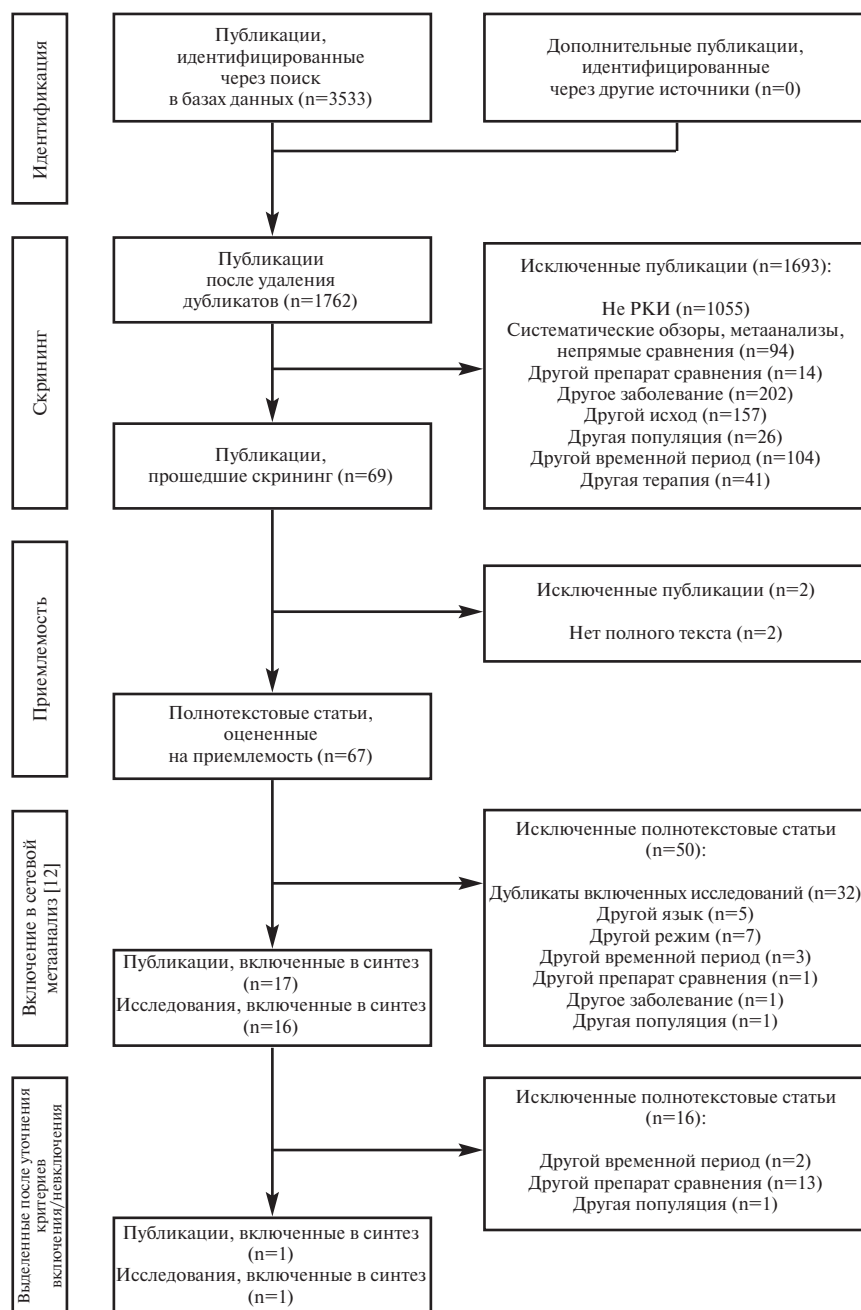 Идентификация
Публикации,
идентифицированные
через поиск
в базах данных (n=3533)
Дополнительные публикации,
идентифицированные
через другие источники (n=0)
Скрининг
Публикации
после удаления
дубликатов (n=1762)
Исключенные публикации (n=1693):
Не РКИ (n=1055)
Систематические обзоры, метаанализы,
непрямые сравнения (n=94)
Другой препарат сравнения (n=14)
Другое заболевание (n=202)
Другой исход (n=157)
Другая популяция (n=26)
Другой временной период (n=104)
Другая терапия (n=41)
Публикации,
прошедшие скрининг (n=69)
Приемлемость
Исключенные публикации (n=2)
Нет полного текста (n=2)
Полнотекстовые статьи,
оцененные
на приемлемость (n=67)
Включение в сетевой
метаанализ [12]
Исключенные полнотекстовые статьи
(n=50):
Дубликаты включенных исследований (n=32)
Другой язык (n=5)
Другой режим (n=7)
Другой временной период (n=3)
Другой препарат сравнения (n=1)
Другое заболевание (n=1)
Другая популяция (n=1)
Публикации, включенные в синтез
(n=17)
Исследования, включенные в синтез
(n=16)
Выделенные после уточнения
критериев
включения/невключения
Исключенные полнотекстовые статьи
(n=16):
Другой временной период (n=2)
Другой препарат сравнения (n=13)
Другая популяция (n=1)
Публикации, включенные в синтез
(n=1)
Исследования, включенные в синтез
(n=1)